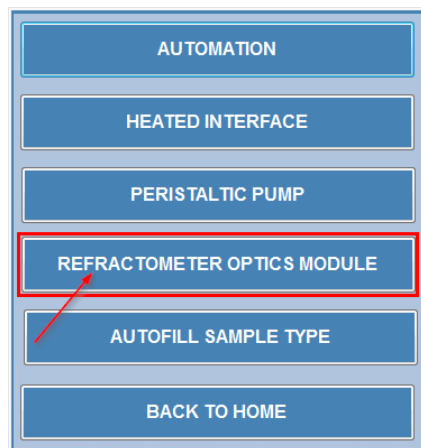 AUTOMATION
HEATED INTERFACE
PERISTALTIC PUMP
REFRACTOMETER OPTICS MODULE
AUTOFILL SAMPLE TYPE
BACK TO HOME